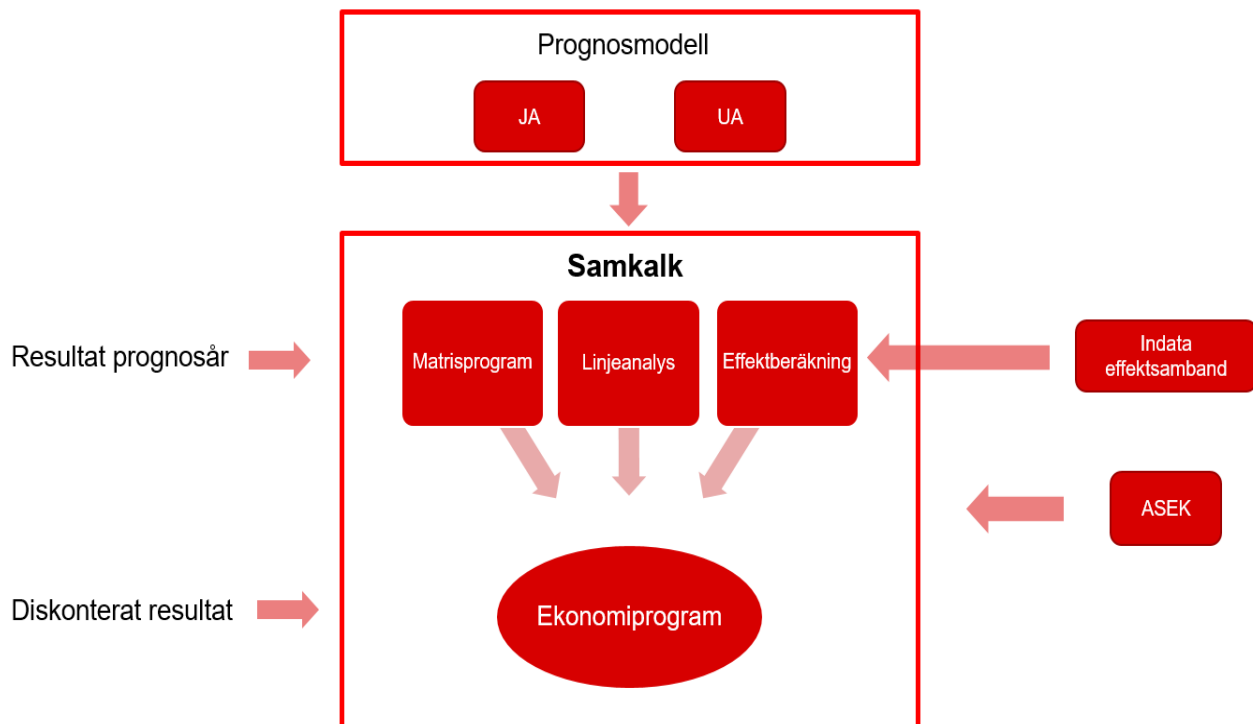 Prognosmodell
JA
UA
Samkalk
Resultat prognosår
Matrisprogram
Linjeanalys
Effektberäkning
Indata
effektsamband
ASEK
Diskonterat resultat
Ekonomiprogram